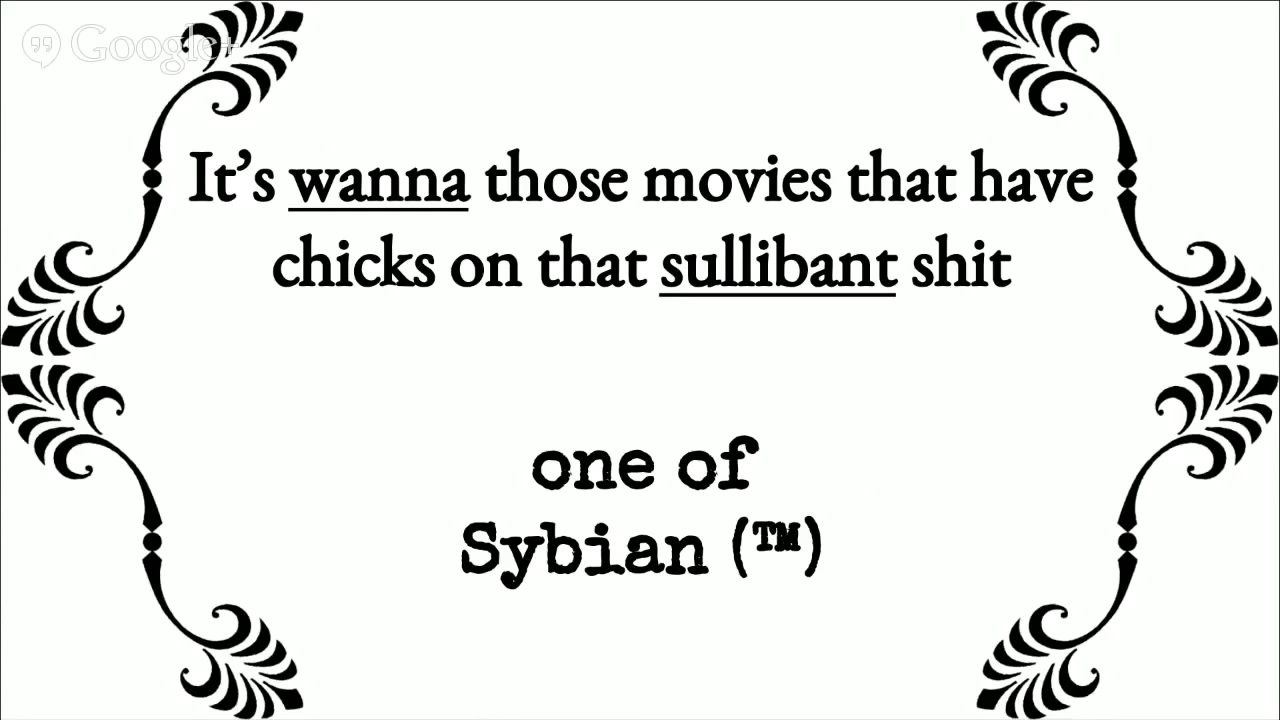 Google+
It's wanna those movies that have
chicks on that sullibant shit
one of
Sybian (™)